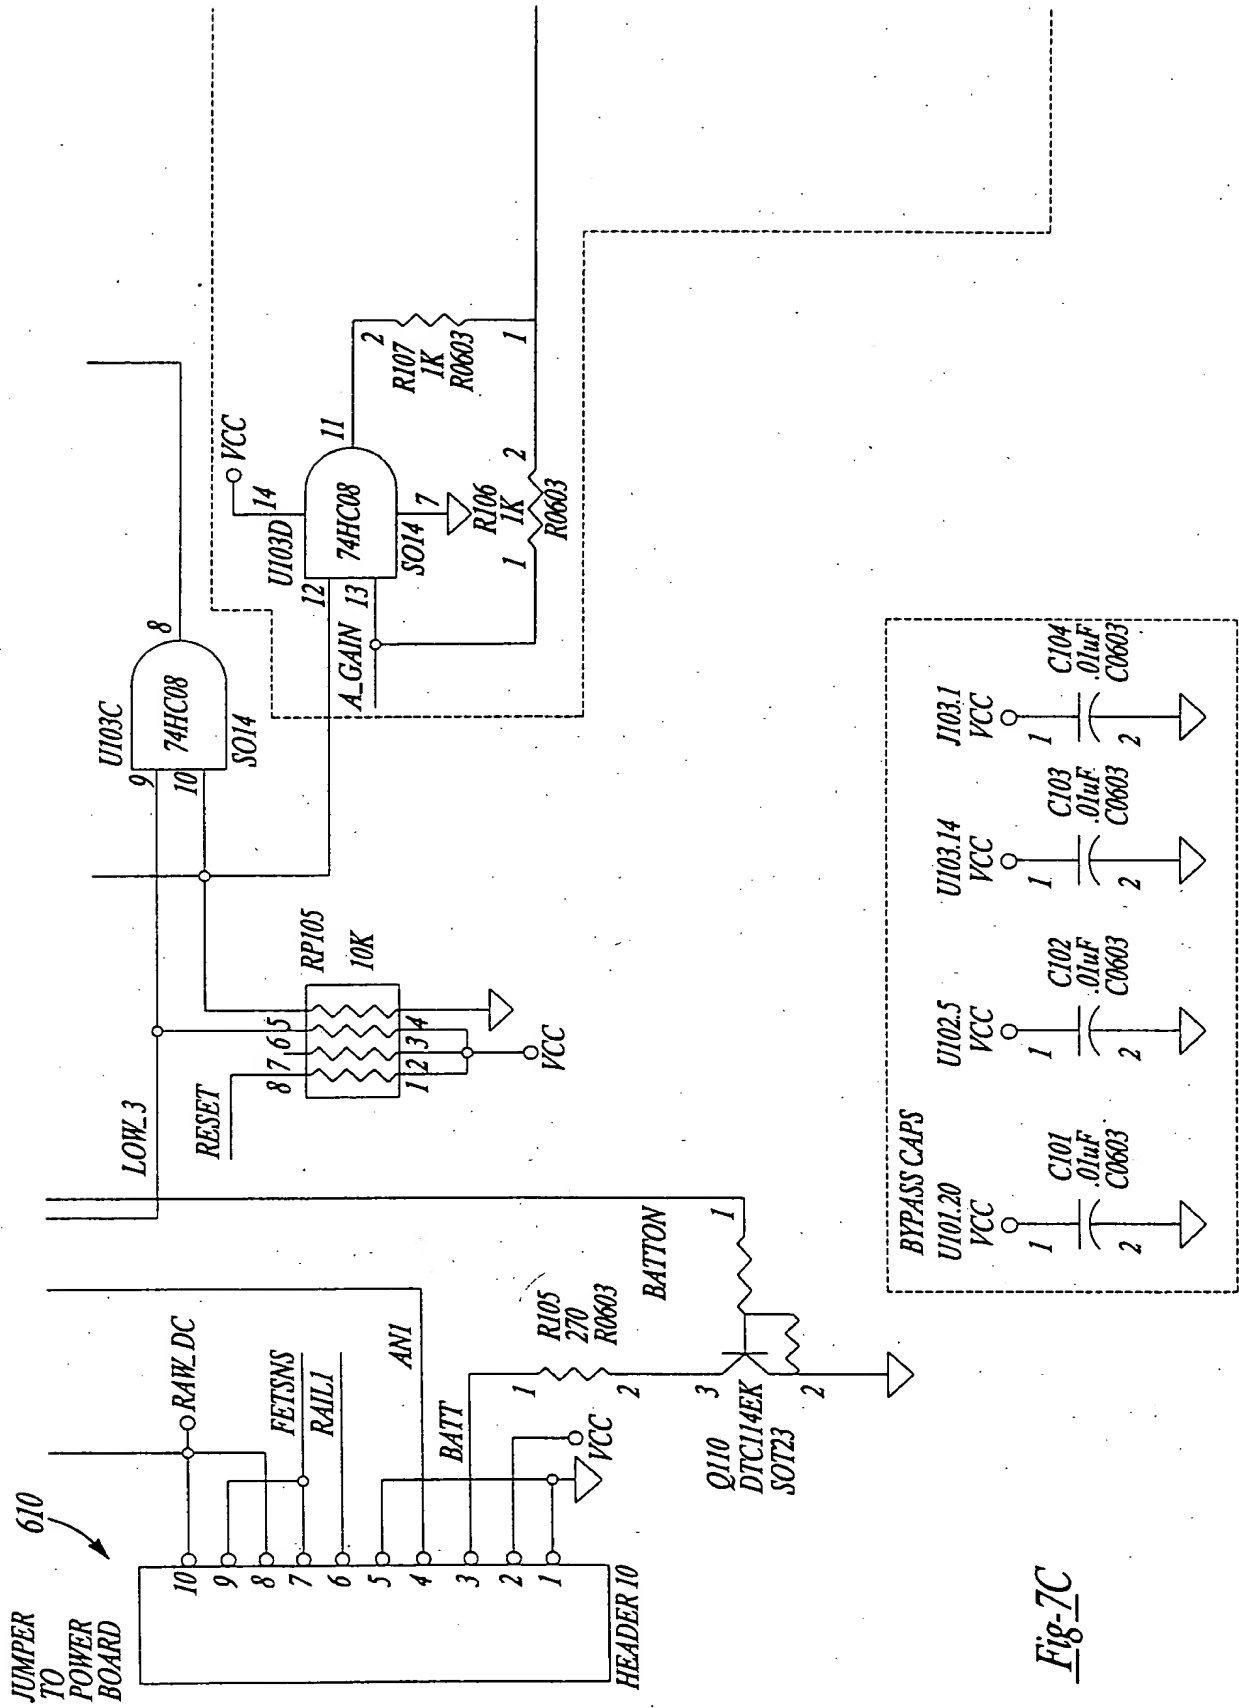 JUMPER
TO
POWER
BOARD
610
10
9
8
7
6
5
4
3
2
1
HEADER 10
RAW_DC
FETSNS
RAIL1
AN1
BATT
VCC
R105
270
R0603
1
2
BATTON
1
3
2
Q110
DTC114EK
SOT23
LOW_3
RESET
8
7
6
5
1
2
3
4
RP105
10K
VCC
U103C
9
10
74HC08
SO14
8
VCC
14
U103D
12
13
74HC08
SO14
7
11
A_GAIN
2
R107
1K
R0603
1
R106
1K
R0603
1
2
BYPASS CAPS
U101.20
VCC
1
2
C101
.01uF
C0603
U102.5
VCC
1
2
C102
.01uF
C0603
U103.14
VCC
1
2
C103
.01uF
C0603
J103.1
VCC
1
2
C104
.01uF
C0603
Fig-7C